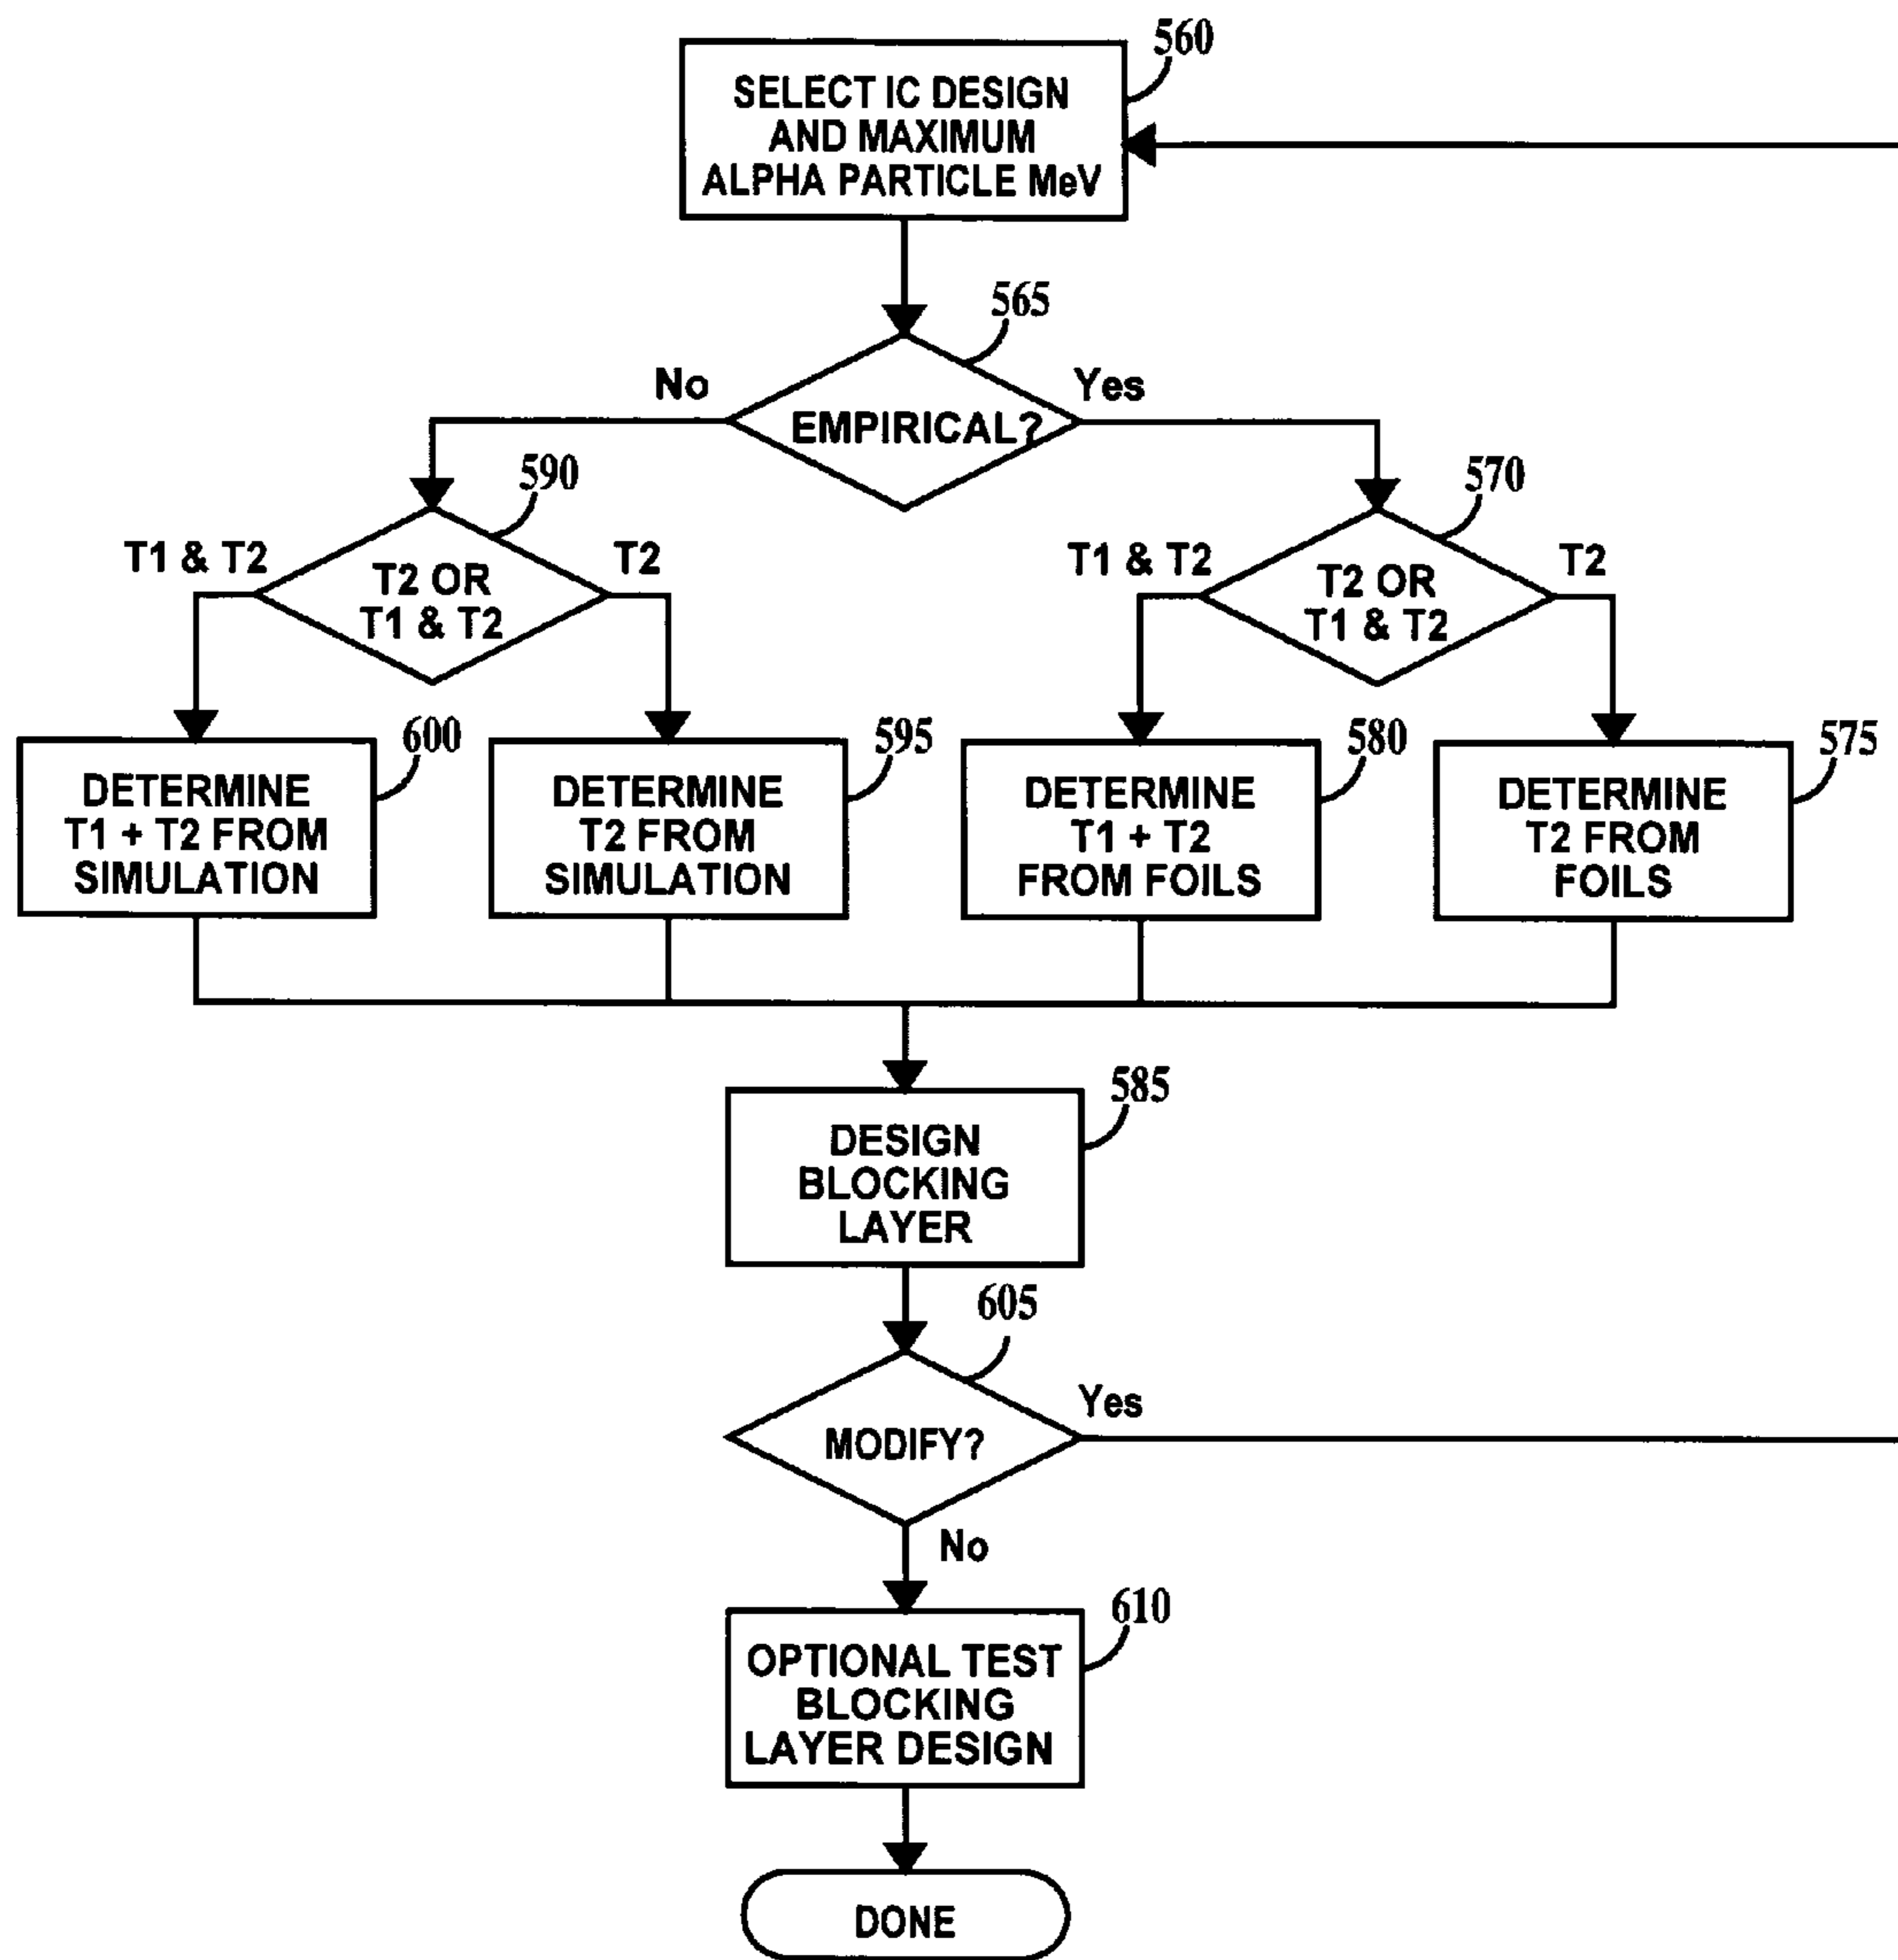 560
SELECT IC DESIGN
AND MAXIMUM
ALPHA PARTICLE MeV
565
No
Yes
EMPIRICAL?
590
570
T1 & T2
T2 OR
T1 & T2
T2
T1 & T2
T2 OR
T1 & T2
T2
600
DETERMINE
T1 + T2 FROM
SIMULATION
595
DETERMINE
T2 FROM
SIMULATION
580
DETERMINE
T1 + T2
FROM FOILS
575
DETERMINE
T2 FROM
FOILS
585
DESIGN
BLOCKING
LAYER
605
Yes
MODIFY?
No
610
OPTIONAL TEST
BLOCKING
LAYER DESIGN
DONE